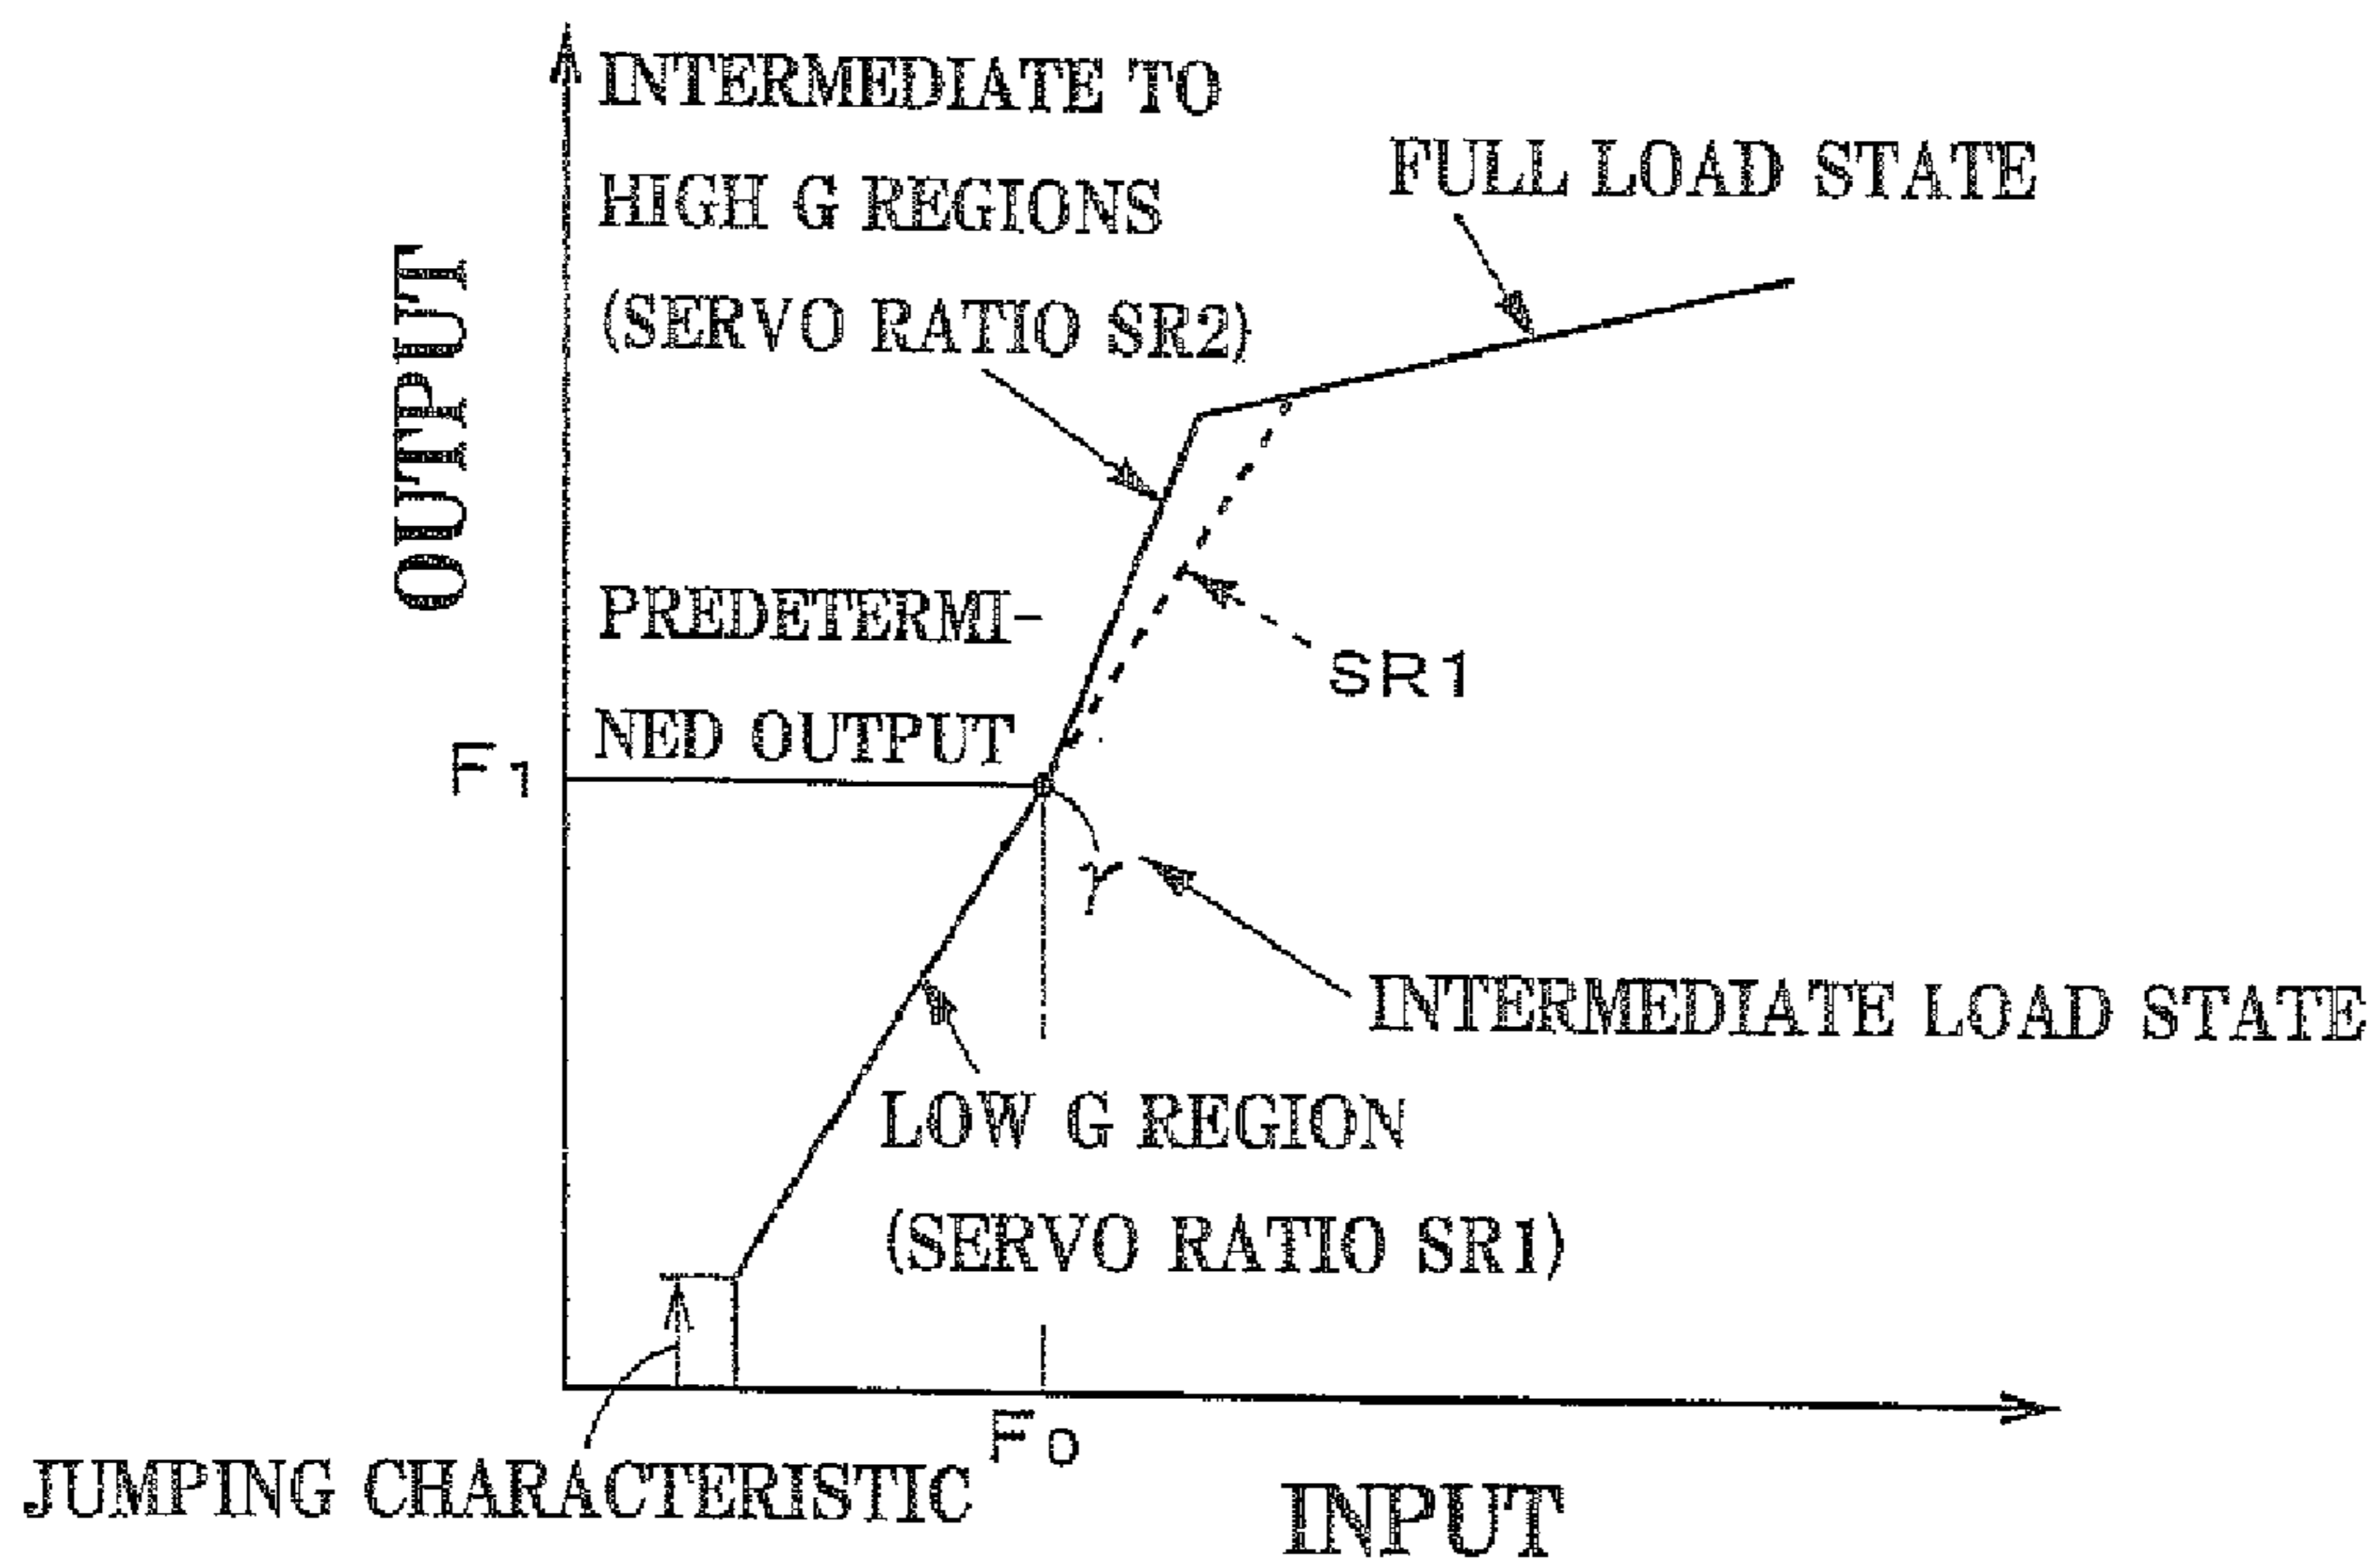 INTERMEDIATE TO
HIGH G REGIONS
(SERVO RATIO SR2)
FULL LOAD STATE
OUTPUT
PREDETERMI-
NED OUTPUT
SR1
F1
γ
INTERMEDIATE LOAD STATE
LOW G REGION
(SERVO RATIO SR1)
F0
JUMPING CHARACTERISTIC
INPUT